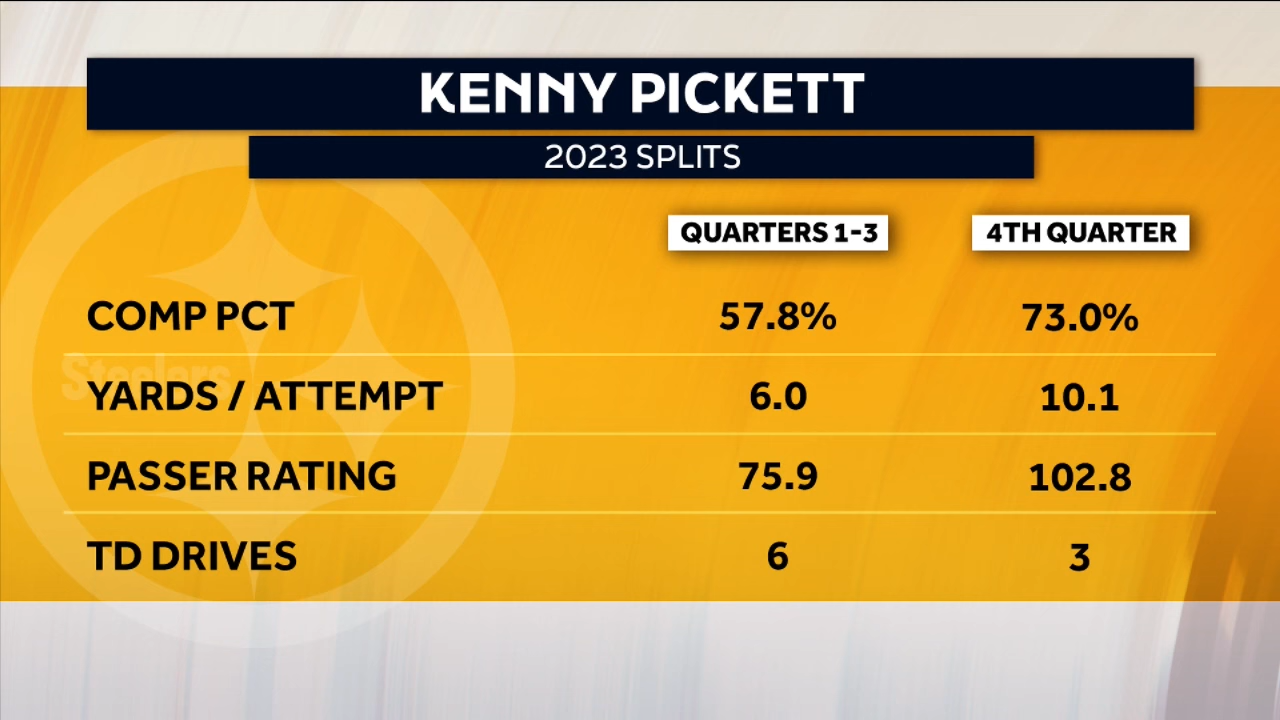 KENNY PICKETT
2023 SPLITS
QUARTERS 1-3 4TH QUARTER
COMP PCT 57.8% 73.0%
Steelers
YARDS / ATTEMPT 6.0 10.1
PASSER RATING 75.9 102.8
TD DRIVES 6 3